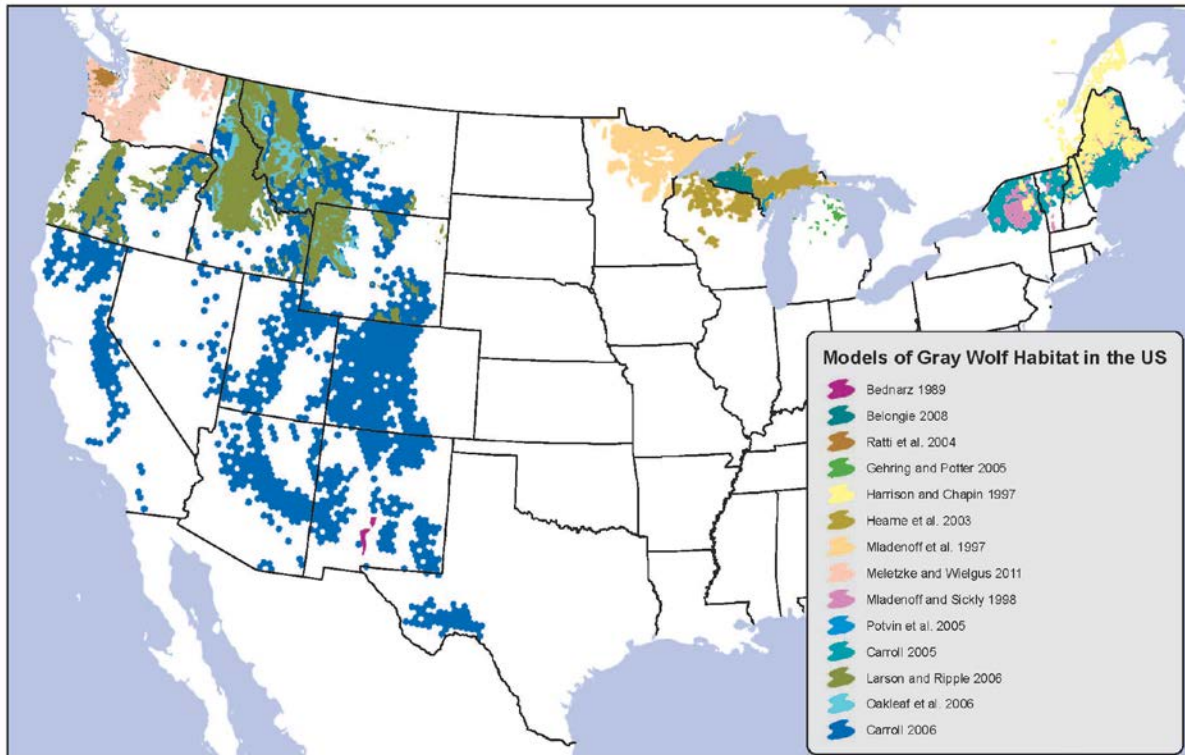 Models of Gray Wolf Habitat in the US
Bednarz 1989
Belongie 2008
Ratti et al. 2004
Gehring and Potter 2005
Harrison and Chapin 1997
Hearne et al. 2003
Mladenoff et al. 1997
Meletzke and Wielgus 2011
Mladenoff and Sickly 1998
Potvin et al. 2005
Carroll 2005
Larson and Ripple 2006
Oakleaf et al. 2006
Carroll 2006